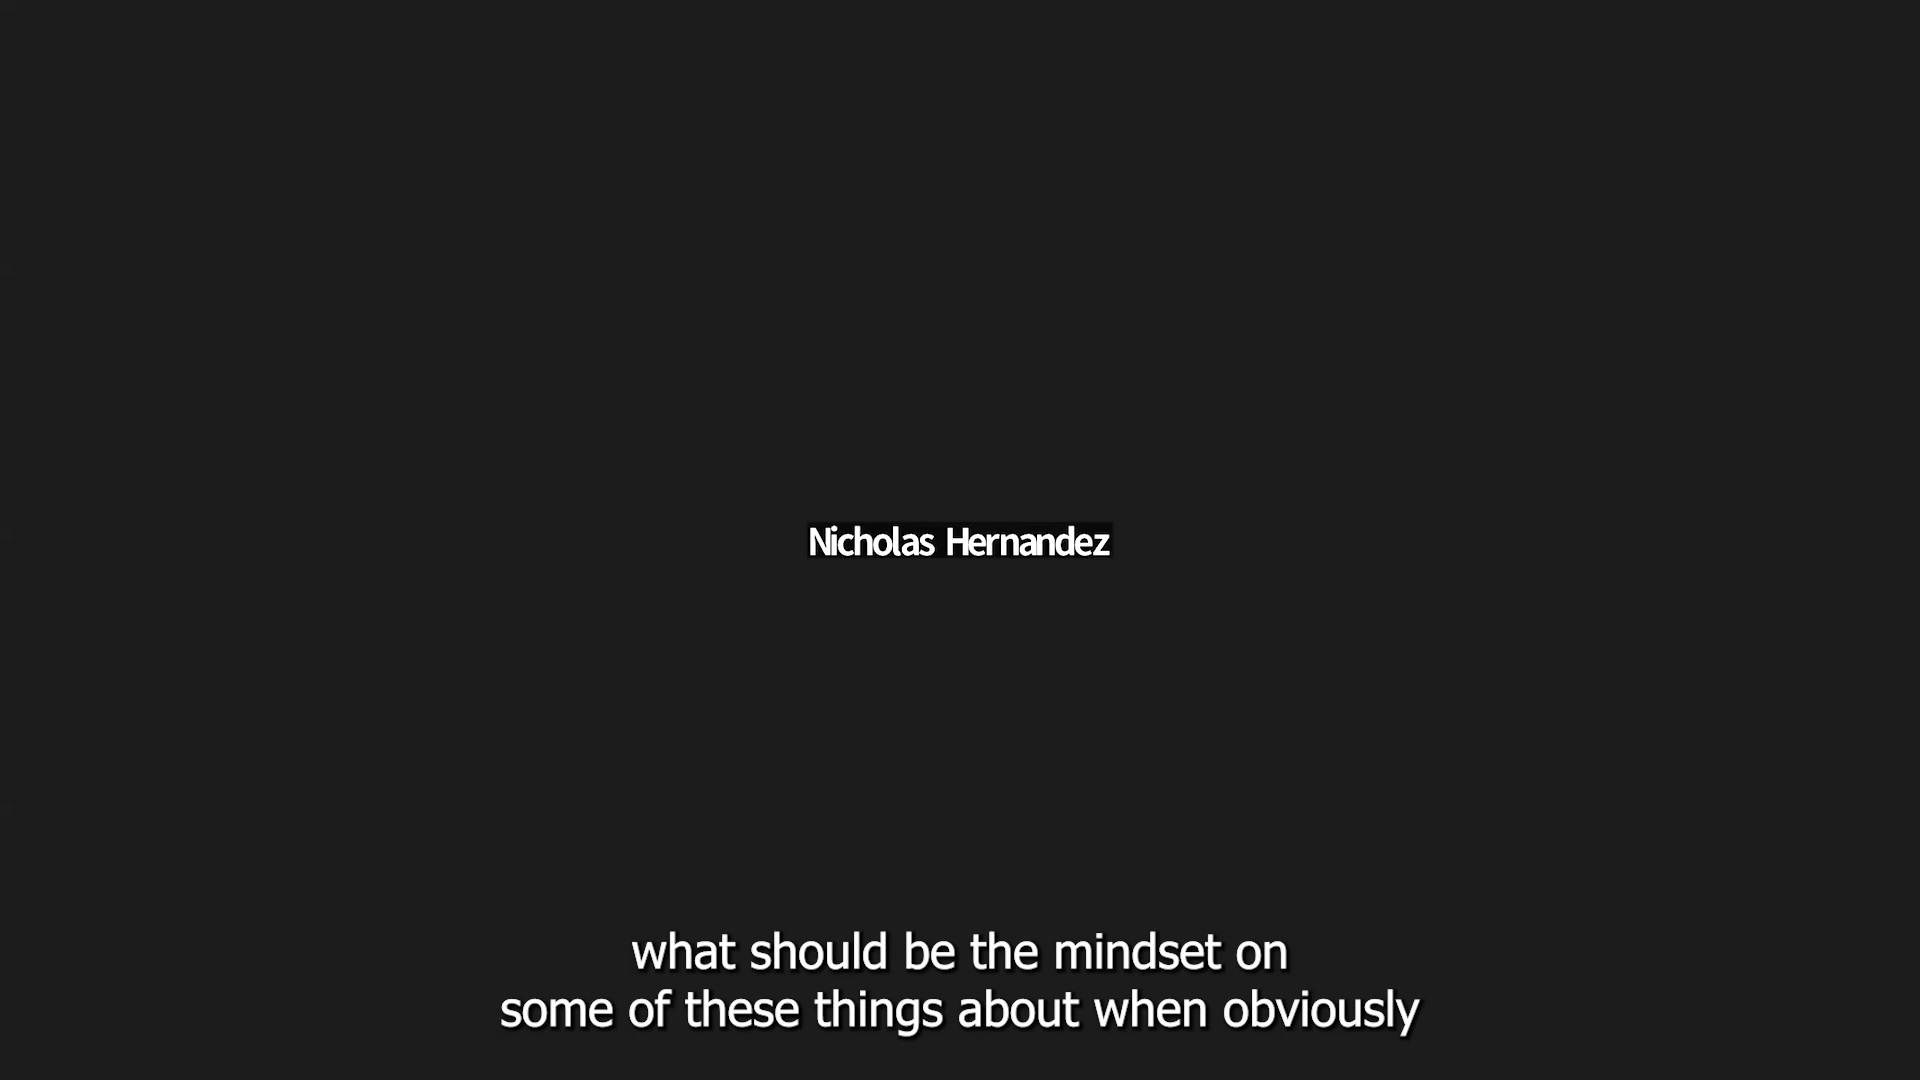 Nicholas Hernandez
what should be the mindset on
some of these things about when obviously